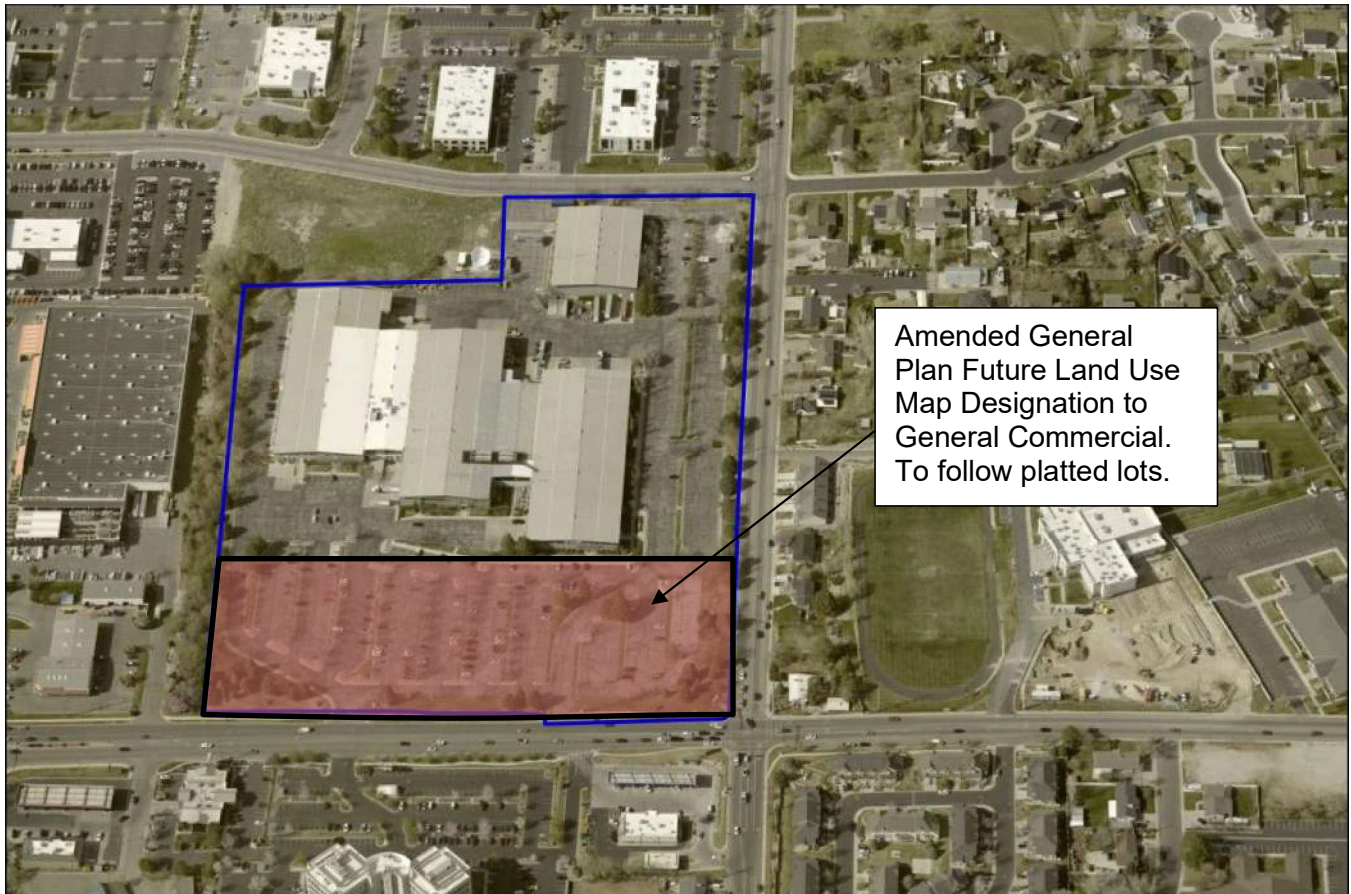 Amended General
Plan Future Land Use
Map Designation to
General Commercial.
To follow platted lots.